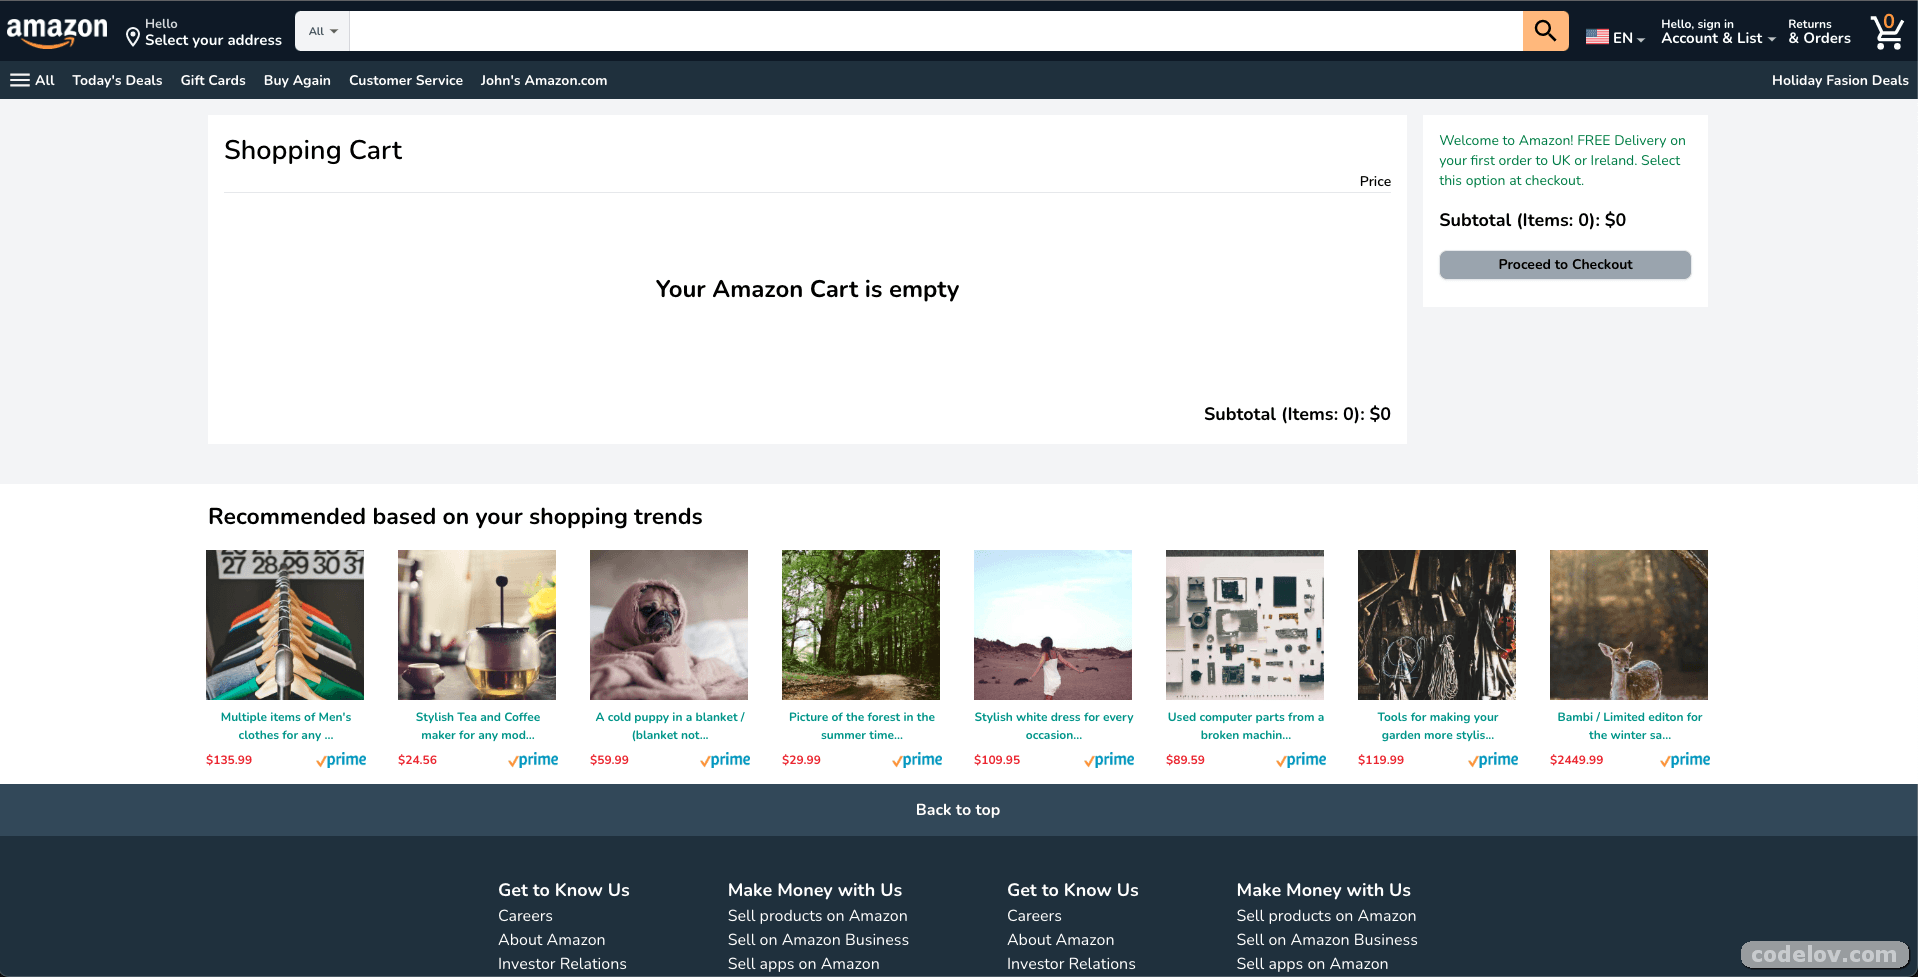 amazon
Hello
Select your address
All
EN
Hello, sign in
Account & List
Returns
& Orders
0
All
Today's Deals
Gift Cards
Buy Again
Customer Service
John's Amazon.com
Holiday Fasion Deals
Shopping Cart
Price
Your Amazon Cart is empty
Subtotal (Items: 0): $0
Welcome to Amazon! FREE Delivery on
your first order to UK or Ireland. Select
this option at checkout.
Subtotal (Items: 0): $0
Proceed to Checkout
Recommended based on your shopping trends
27 28 29 30 31
Multiple items of Men's
clothes for any ...
$135.99
prime
Stylish Tea and Coffee
maker for any mod...
$24.56
prime
A cold puppy in a blanket /
(blanket not...
$59.99
prime
Picture of the forest in the
summer time...
$29.99
prime
Stylish white dress for every
occasion...
$109.95
prime
Used computer parts from a
broken machin...
$89.59
prime
Tools for making your
garden more stylis...
$119.99
prime
Bambi / Limited editon for
the winter sa...
$2449.99
prime
Back to top
Get to Know Us
Careers
About Amazon
Investor Relations
Make Money with Us
Sell products on Amazon
Sell on Amazon Business
Sell apps on Amazon
Get to Know Us
Careers
About Amazon
Investor Relations
Make Money with Us
Sell products on Amazon
Sell on Amazon Business
Sell apps on Amazon
codelov.com